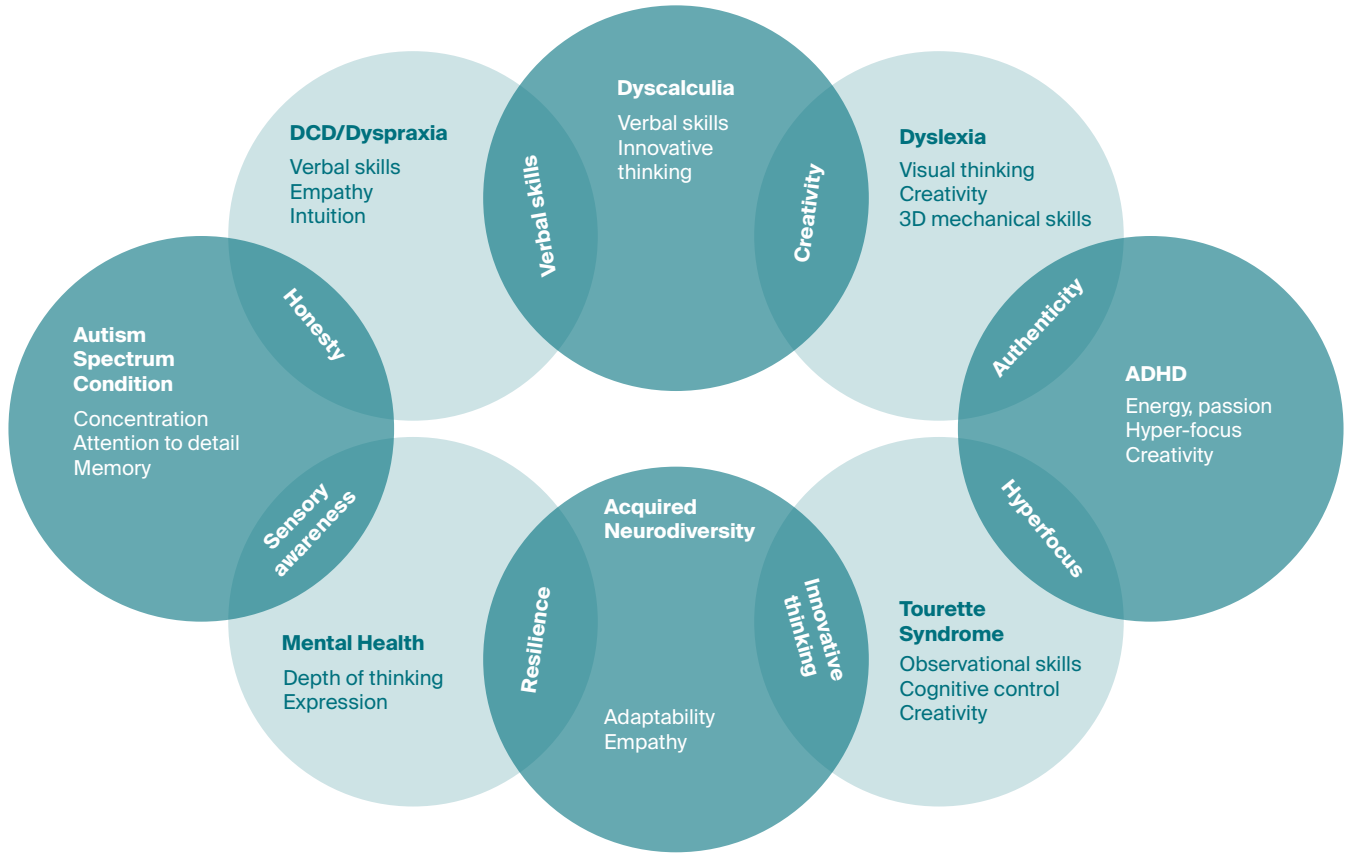 DCD/Dyspraxia
Verbal skills
Empathy
Intuition
Verbal skills
Dyscalculia
Verbal skills
Innovative
thinking
Creativity
Dyslexia
Visual thinking
Creativity
3D mechanical skills
Honesty
Authenticity
Autism
Spectrum
Condition
Concentration
Attention to detail
Memory
ADHD
Energy, passion
Hyper-focus
Creativity
Sensory
awareness
Hyperfocus
Mental Health
Depth of thinking
Expression
Resilience
Acquired
Neurodiversity
Adaptability
Empathy
Innovative
thinking
Tourette
Syndrome
Observational skills
Cognitive control
Creativity